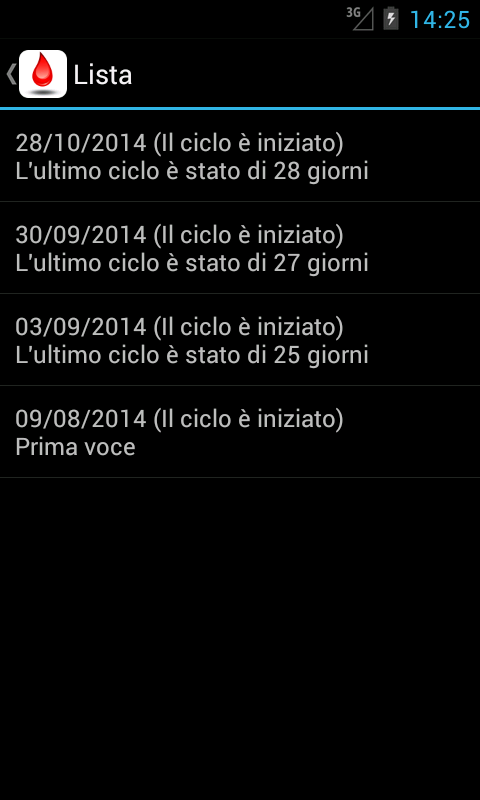 3G 14:25
Lista
28/10/2014 (Il ciclo è iniziato)
L'ultimo ciclo è stato di 28 giorni
30/09/2014 (Il ciclo è iniziato)
L'ultimo ciclo è stato di 27 giorni
03/09/2014 (Il ciclo è iniziato)
L'ultimo ciclo è stato di 25 giorni
09/08/2014 (Il ciclo è iniziato)
Prima voce